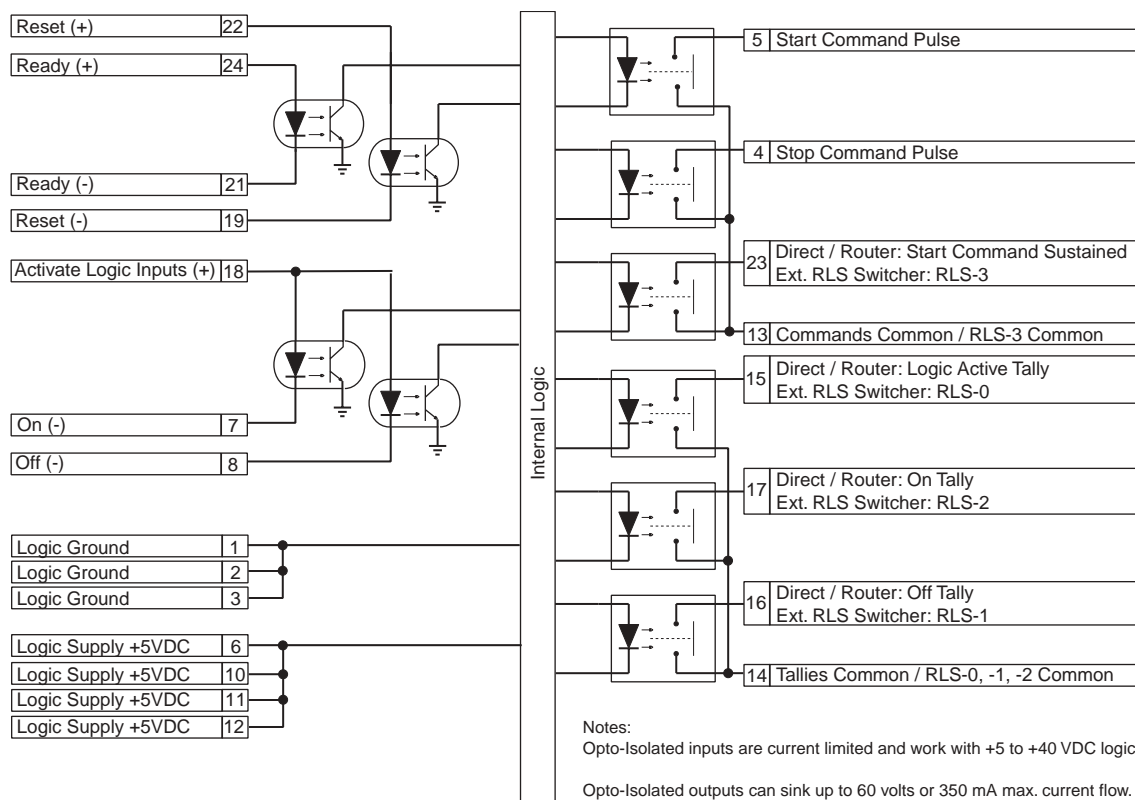 Reset (+) 22
Ready (+) 24
Ready (-) 21
Reset (-) 19
Activate Logic Inputs (+) 18
On (-) 7
Off (-) 8
Logic Ground 1
Logic Ground 2
Logic Ground 3
Logic Supply +5VDC 6
Logic Supply +5VDC 10
Logic Supply +5VDC 11
Logic Supply +5VDC 12
Internal Logic
5 Start Command Pulse
4 Stop Command Pulse
23 Direct / Router: Start Command Sustained
Ext. RLS Switcher: RLS-3
13 Commands Common / RLS-3 Common
15 Direct / Router: Logic Active Tally
Ext. RLS Switcher: RLS-0
17 Direct / Router: On Tally
Ext. RLS Switcher: RLS-2
16 Direct / Router: Off Tally
Ext. RLS Switcher: RLS-1
14 Tallies Common / RLS-0, -1, -2 Common
Notes:
Opto-Isolated inputs are current limited and work with +5 to +40 VDC logic
Opto-Isolated outputs can sink up to 60 volts or 350 mA max. current flow.